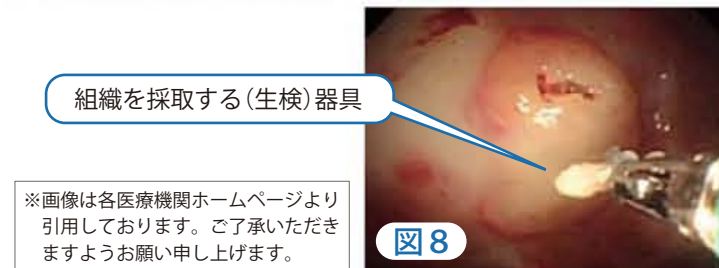 組織を採取する（生検）器具
※画像は各医療機関ホームページより
引用しております。ご了承いただき
ますようお願い申し上げます。
図8